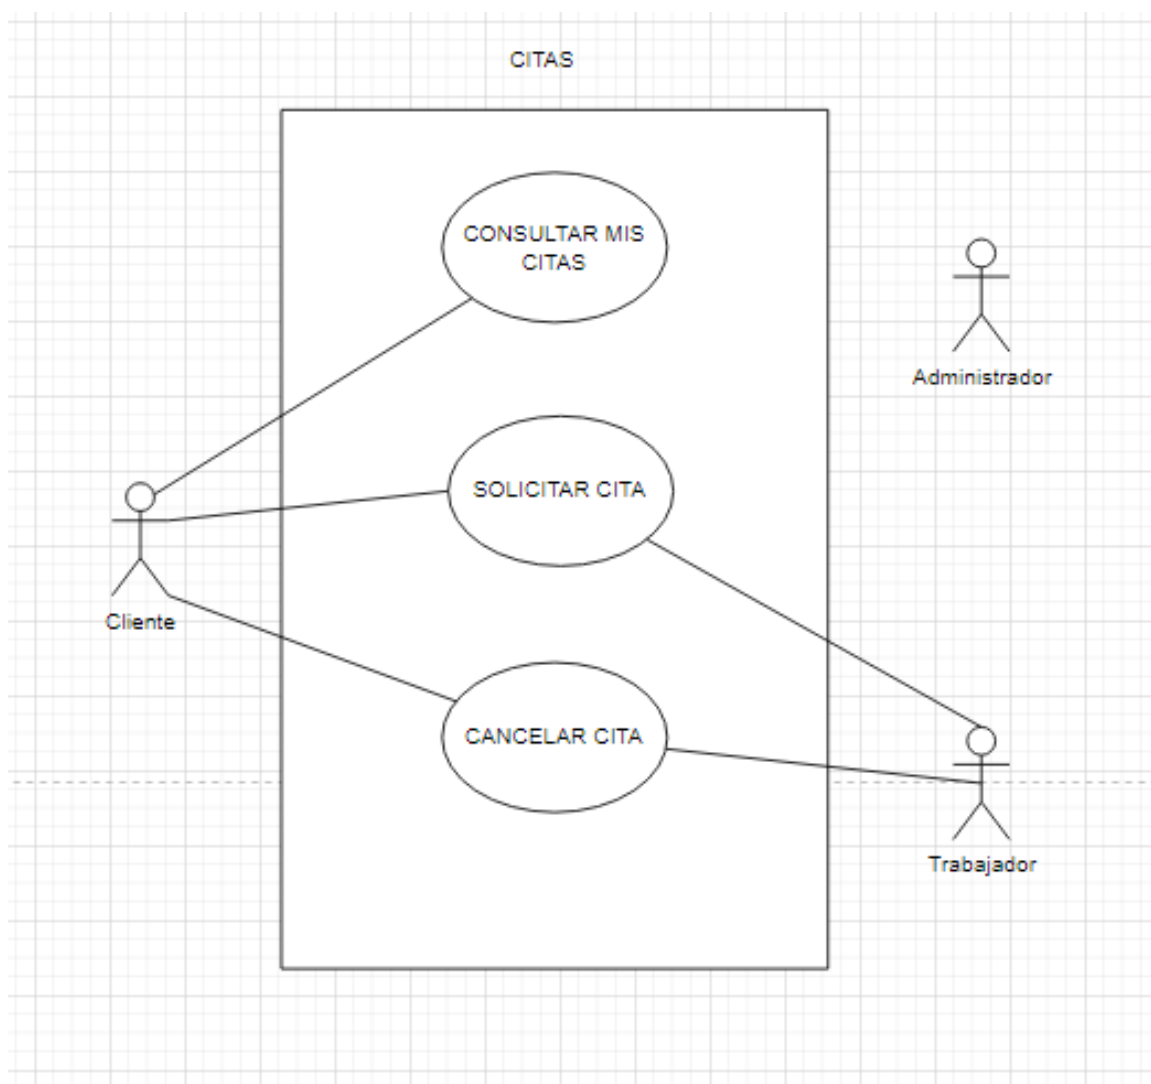 CITAS
CONSULTAR MIS
CITAS
Administrador
SOLICITAR CITA
Cliente
CANCELAR CITA
Trabajador